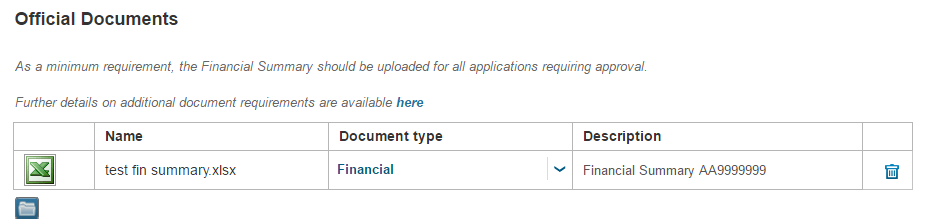 Official Documents
As a minimum requirement, the Financial Summary should be uploaded for all applications requiring approval.
Further details on additional document requirements are available here
Name Document type Description
test fin summary.xlsx Financial Financial Summary AA9999999